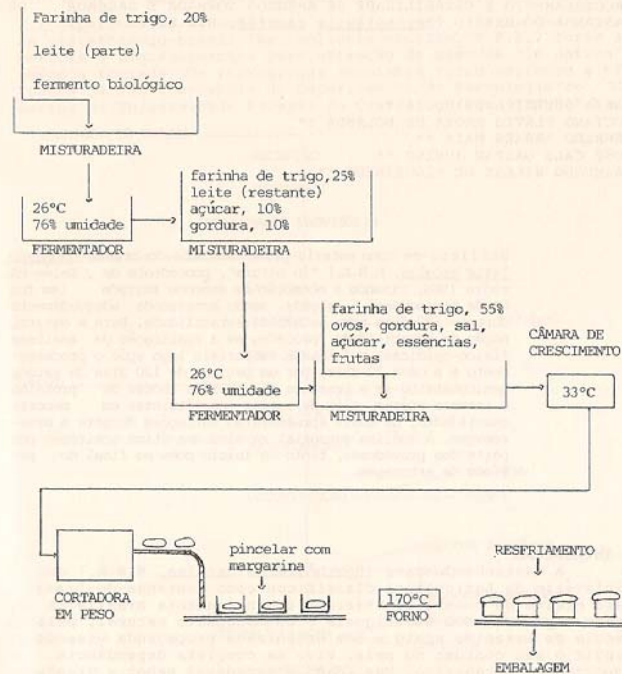 Farinha de trigo, 20%
leite (parte)
fermento biológico
MISTURADEIRA
26°C
76% umidade
FERMENTADOR
farinha de trigo,25%
leite (restante)
açúcar, 10%
gordura, 10%
MISTURADEIRA
26°C
76% umidade
FERMENTADOR
farinha de trigo, 55%
ovos, gordura, sal,
açúcar, essências,
frutas
MISTURADEIRA
CÂMARA DE
CRESCIMENTO
33°C
CORTADORA
EM PESO
pincelar com
margarina
170°C
FORNO
RESFRIAMENTO
EMBALAGEM